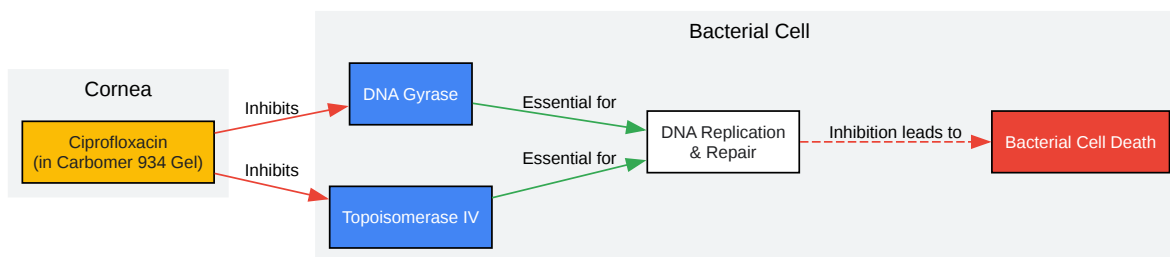 Bacterial Cell
Cornea
Ciprofloxacin
(in Carbomer 934 Gel)
Inhibits
Inhibits
DNA Gyrase
Topoisomerase IV
Essential for
Essential for
DNA Replication
& Repair
Inhibition leads to
Bacterial Cell Death